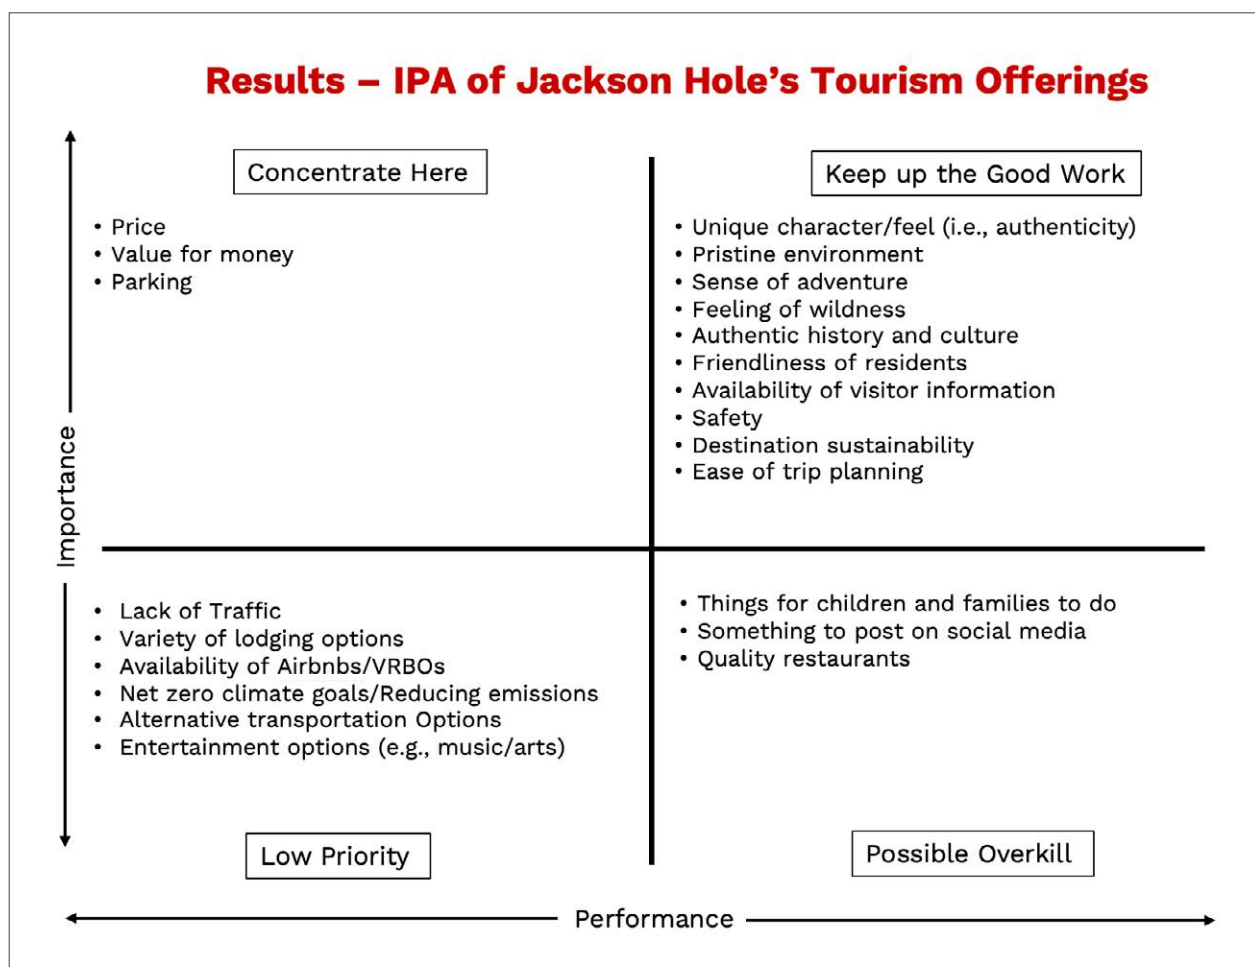 Results – IPA of Jackson Hole's Tourism Offerings
Concentrate Here
• Price
• Value for money
• Parking
Keep up the Good Work
• Unique character/feel (i.e., authenticity)
• Pristine environment
• Sense of adventure
• Feeling of wildness
• Authentic history and culture
• Friendliness of residents
• Availability of visitor information
• Safety
• Destination sustainability
• Ease of trip planning
Importance
• Lack of Traffic
• Variety of lodging options
• Availability of Airbnbs/VRBOs
• Net zero climate goals/Reducing emissions
• Alternative transportation Options
• Entertainment options (e.g., music/arts)
Low Priority
• Things for children and families to do
• Something to post on social media
• Quality restaurants
Possible Overkill
Performance